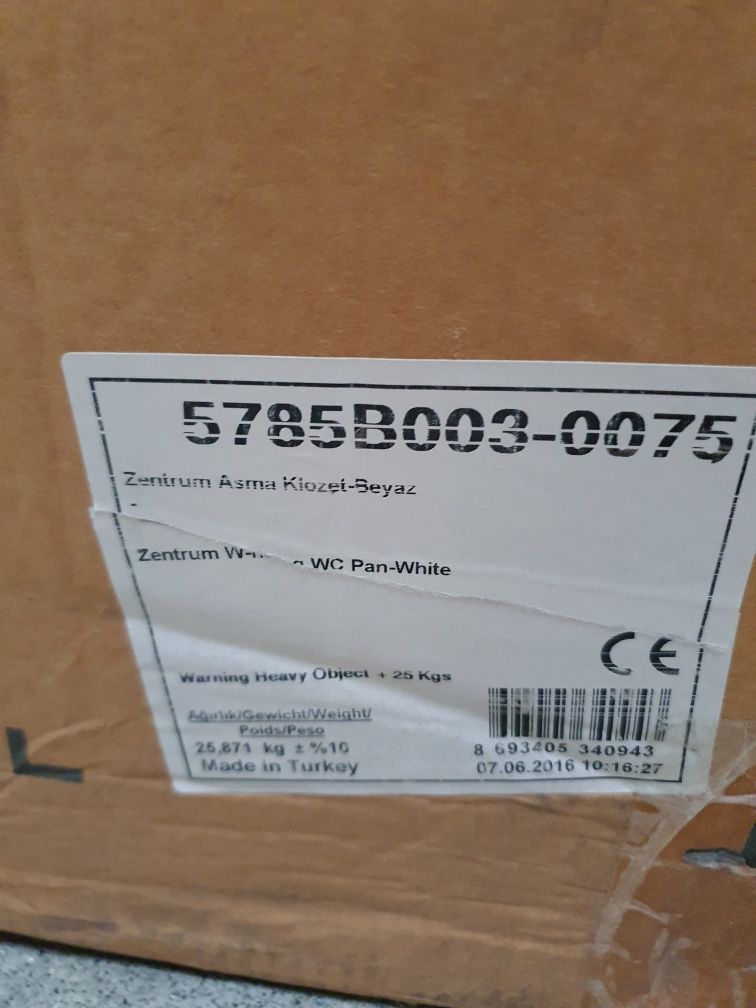 5785B003-0075
Zentrum Asma Klozet-Beyaz
-
Zentrum WC Pan-White
CE
Warning Heavy Object + 25 Kgs
Ağırlık/Gewicht/Weight/
Poids/Peso
25,871 kg ± %10
Made in Turkey
8 693405 340943
07.06.2016 10:16:27